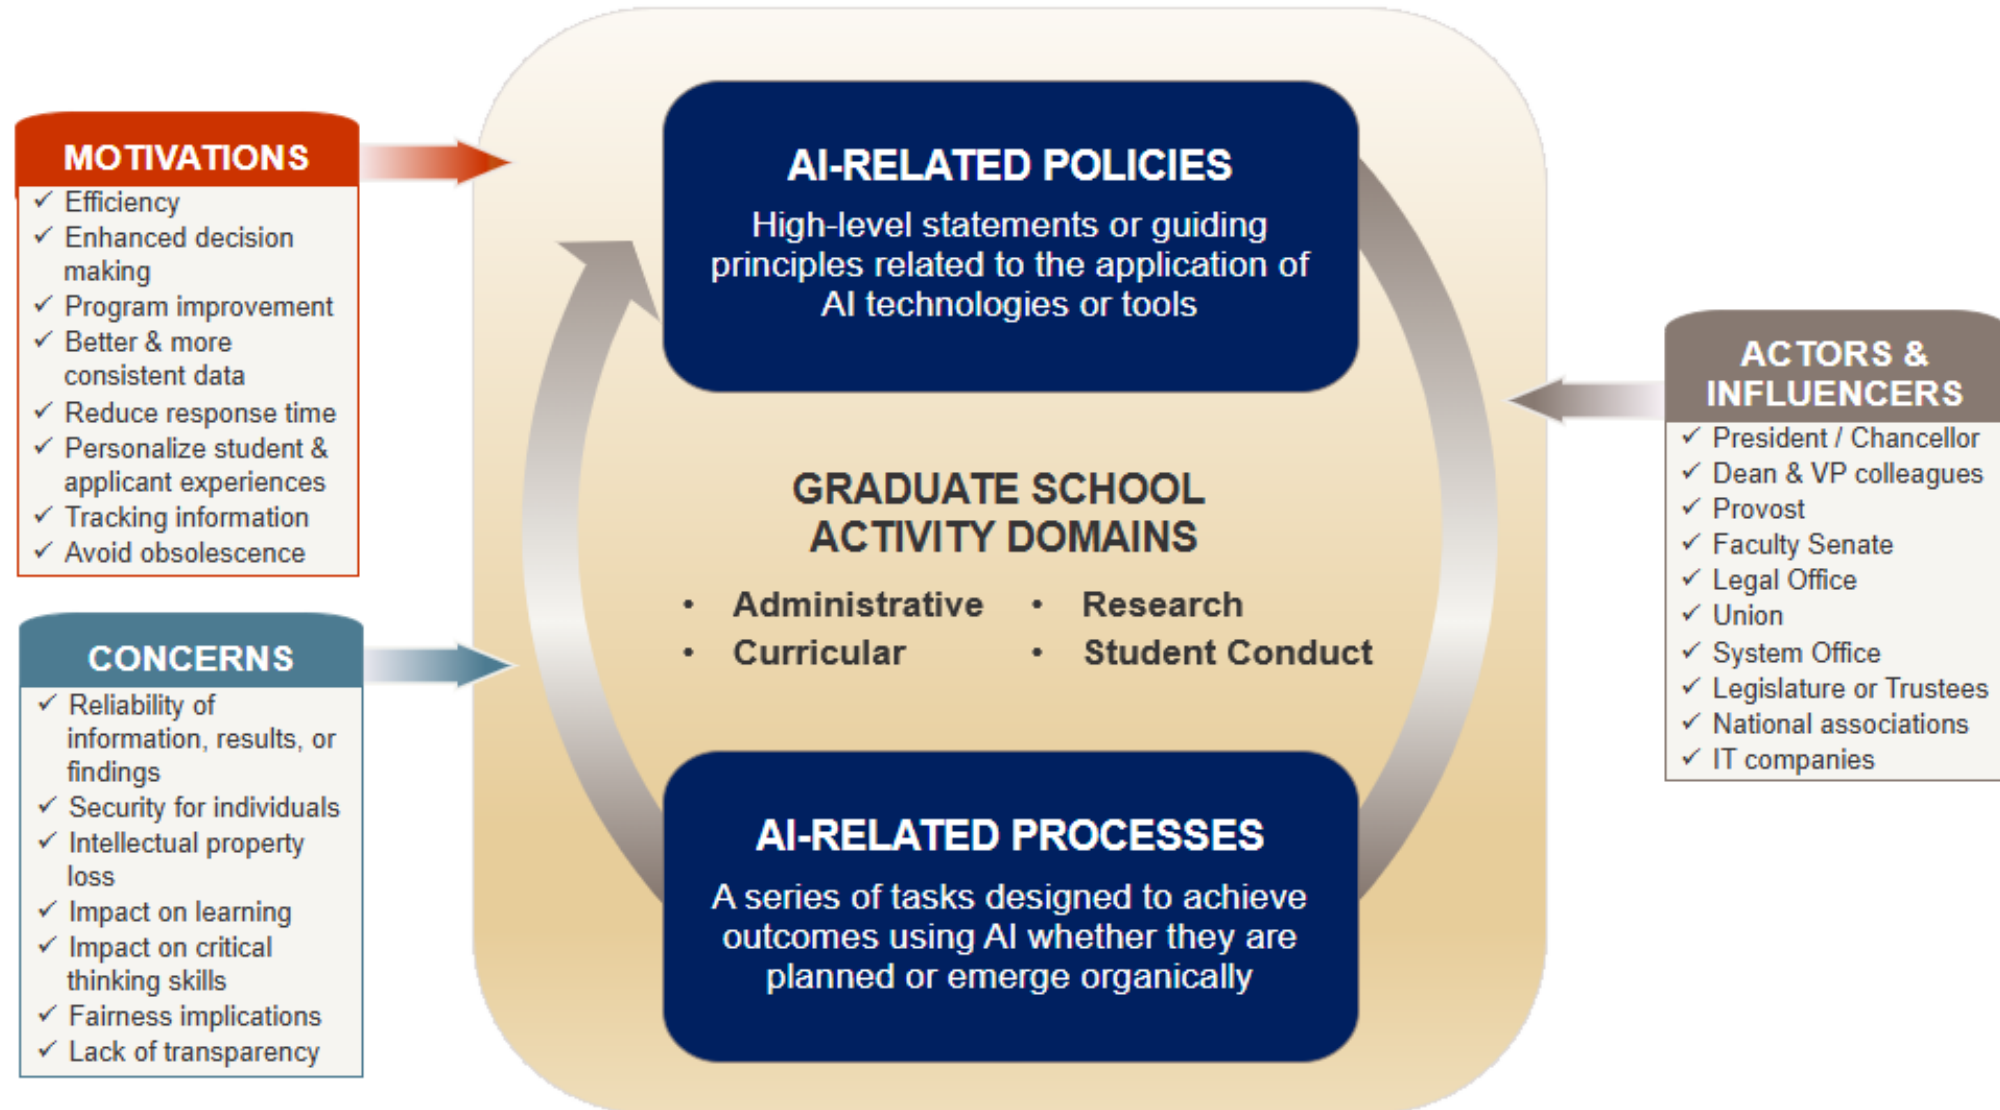 MOTIVATIONS
✓ Efficiency
✓ Enhanced decision
making
✓ Program improvement
✓ Better & more
consistent data
✓ Reduce response time
✓ Personalize student &
applicant experiences
✓ Tracking information
✓ Avoid obsolescence
CONCERNS
✓ Reliability of
information, results, or
findings
✓ Security for individuals
✓ Intellectual property
loss
✓ Impact on learning
✓ Impact on critical
thinking skills
✓ Fairness implications
✓ Lack of transparency
AI-RELATED POLICIES
High-level statements or guiding
principles related to the application of
AI technologies or tools
GRADUATE SCHOOL
ACTIVITY DOMAINS
• Administrative • Research
• Curricular • Student Conduct
AI-RELATED PROCESSES
A series of tasks designed to achieve
outcomes using AI whether they are
planned or emerge organically
ACTORS &
INFLUENCERS
✓ President / Chancellor
✓ Dean & VP colleagues
✓ Provost
✓ Faculty Senate
✓ Legal Office
✓ Union
✓ System Office
✓ Legislature or Trustees
✓ National associations
✓ IT companies